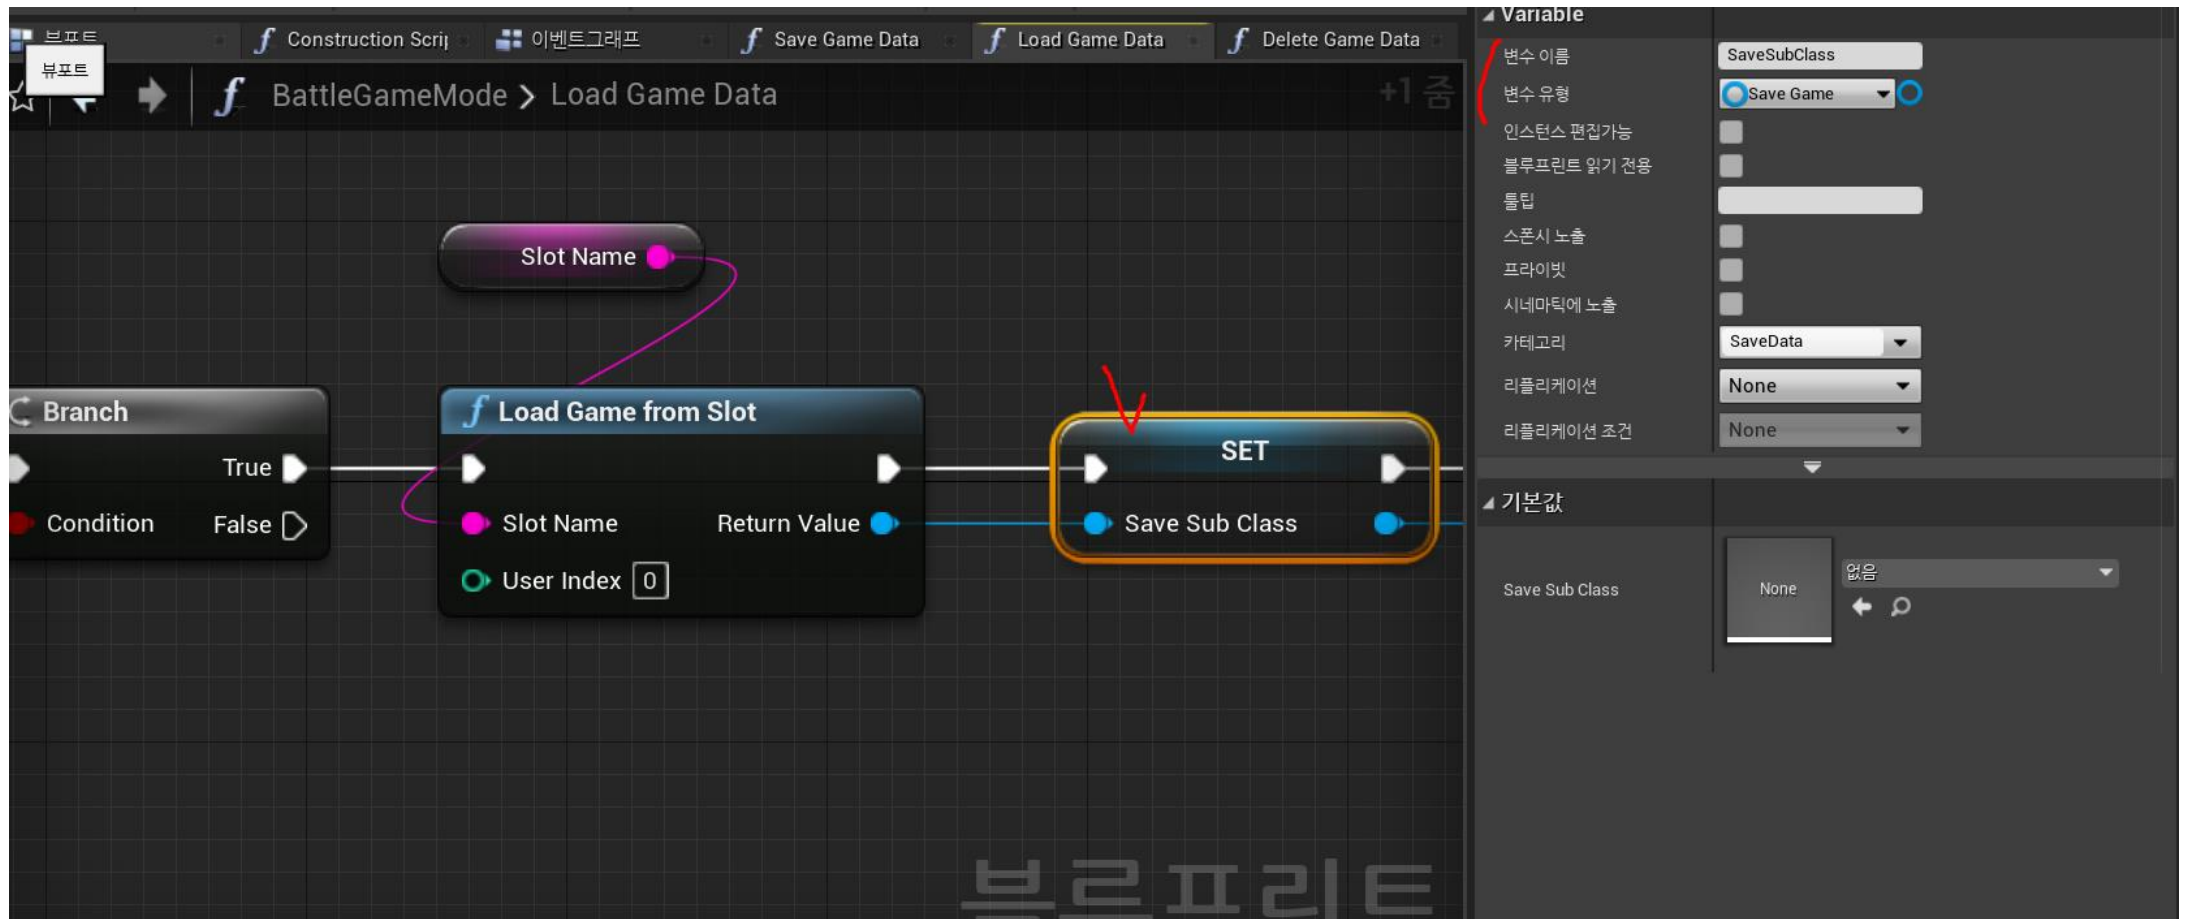 뷰포트
Construction Scrip
이벤트그래프
Save Game Data
Load Game Data
Delete Game Data
뷰포트
BattleGameMode > Load Game Data
+1 줌
Slot Name
Branch
True
Condition
False
Load Game from Slot
Slot Name
Return Value
User Index 0
SET
Save Sub Class
블루프린트
Variable
변수 이름 SaveSubClass
변수 유형 Save Game
인스턴스 편집가능
블루프린트 읽기 전용
툴팁
스폰시 노출
프라이빗
시네마틱에 노출
카테고리 SaveData
리플리케이션 None
리플리케이션 조건 None
기본값
Save Sub Class None 없음